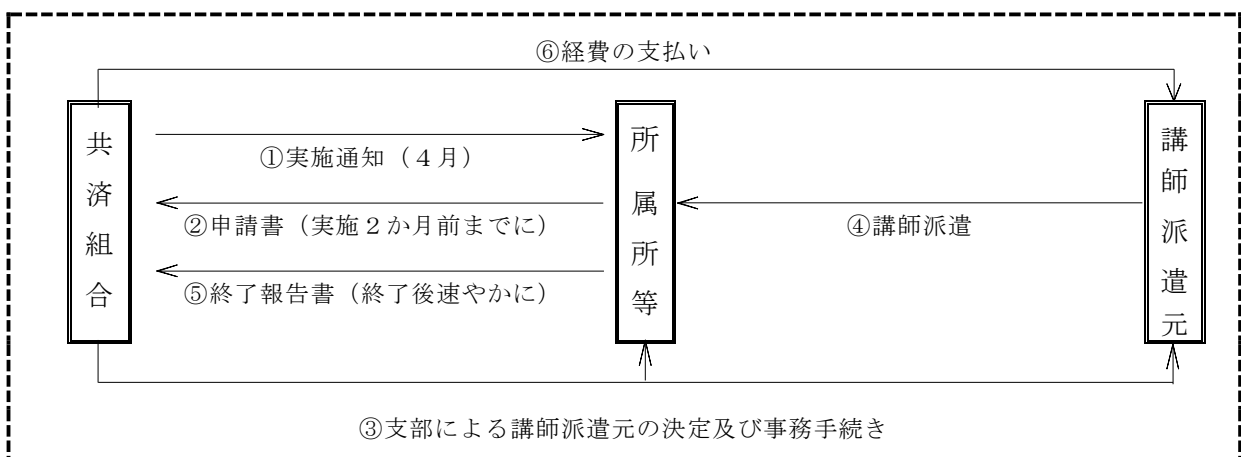 ⑥経費の支払い
共済組合
所属所等
講師派遣元
①実施通知（４月）
②申請書（実施２か月前までに）
④講師派遣
⑤終了報告書（終了後速やかに）
③支部による講師派遣元の決定及び事務手続き